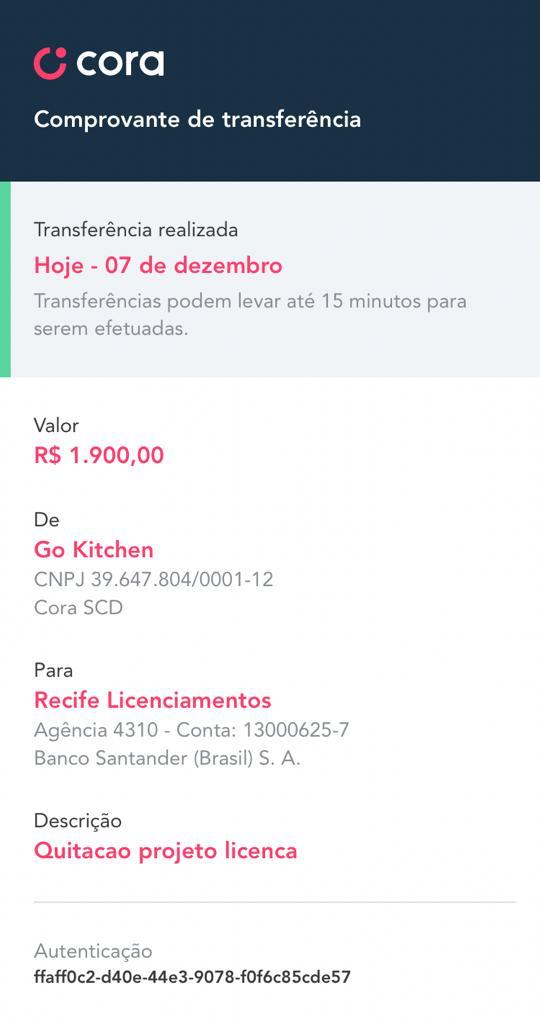 cora
Comprovante de transferência
Transferência realizada
Hoje - 07 de dezembro
Transferências podem levar até 15 minutos para
serem efetuadas.
Valor
R$ 1.900,00
De
Go Kitchen
CNPJ 39.647.804/0001-12
Cora SCD
Para
Recife Licenciamentos
Agência 4310 - Conta: 13000625-7
Banco Santander (Brasil) S. A.
Descrição
Quitacao projeto licenca
Autenticação
ffaff0c2-d40e-44e3-9078-f0f6c85cde57